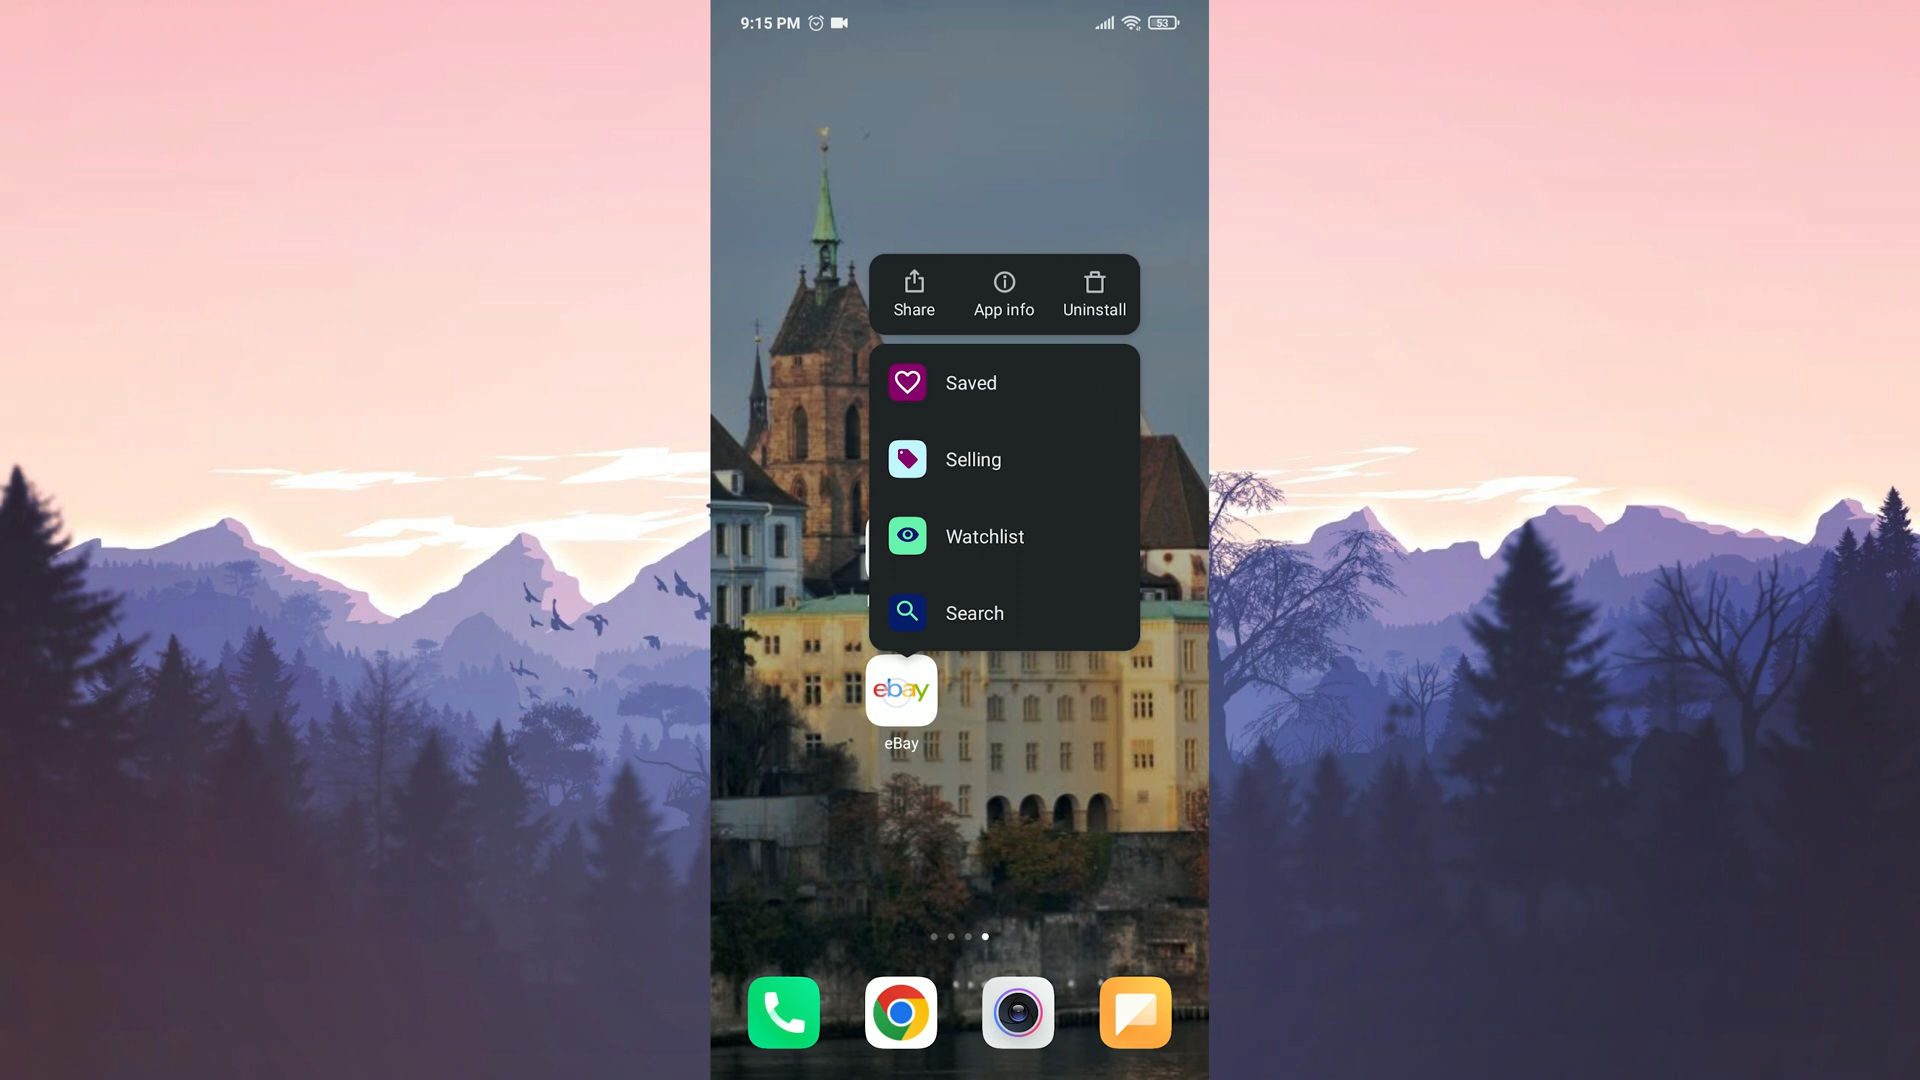 9:15 PM
53
Share
App info
Uninstall
Saved
Selling
Watchlist
Search
ebay
eBay